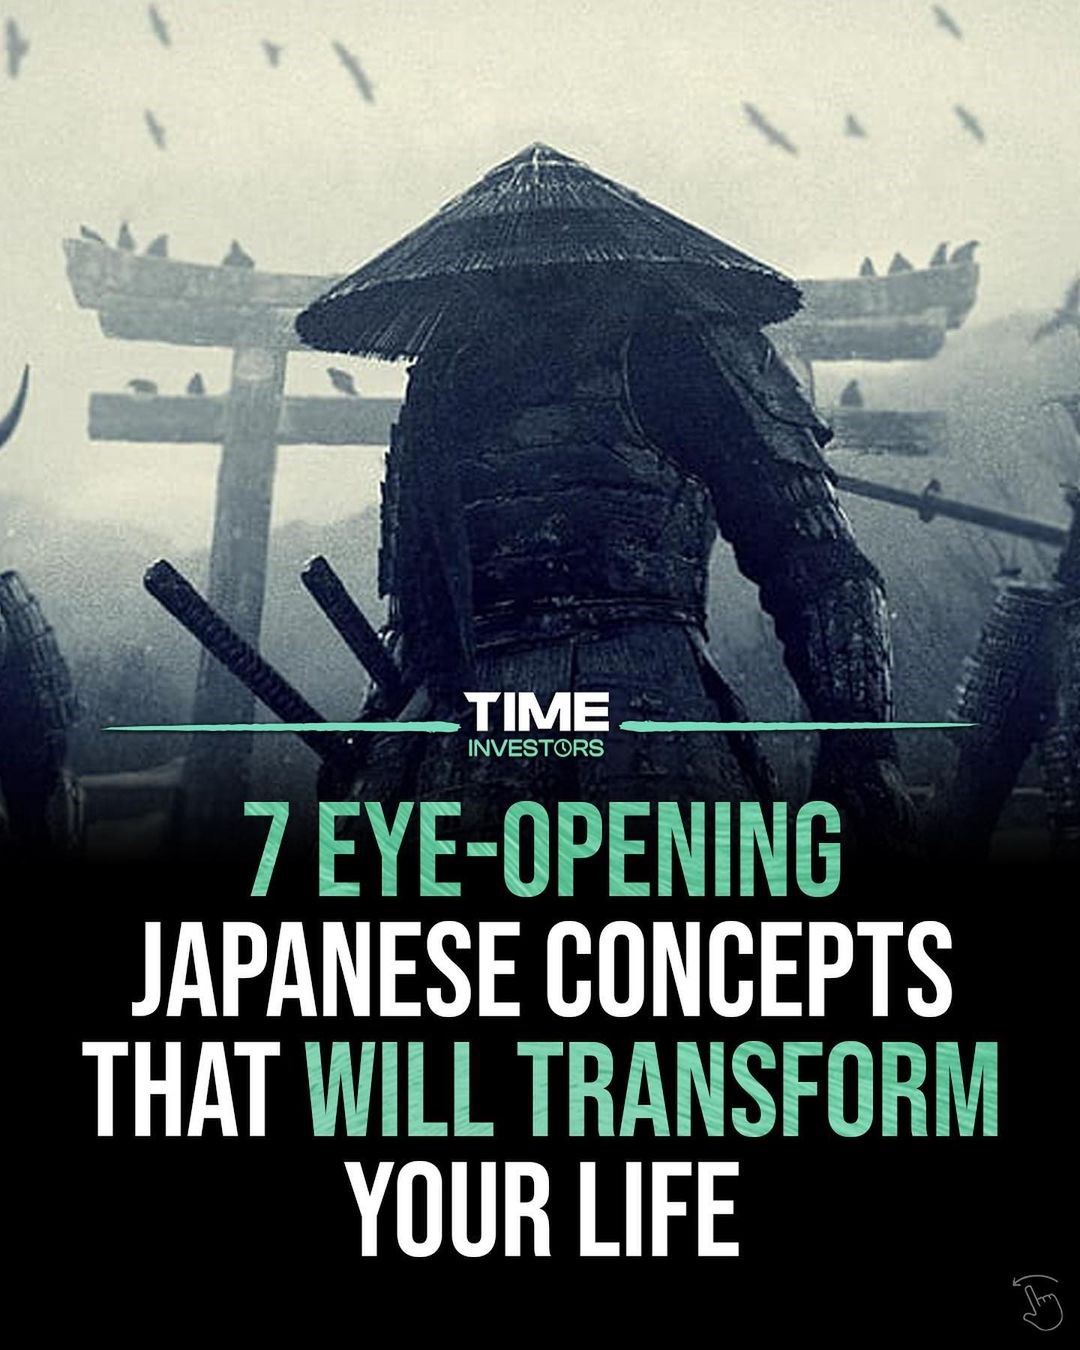 TIME
INVESTORS
7 EYE-OPENING
JAPANESE CONCEPTS
THAT WILL TRANSFORM
YOUR LIFE